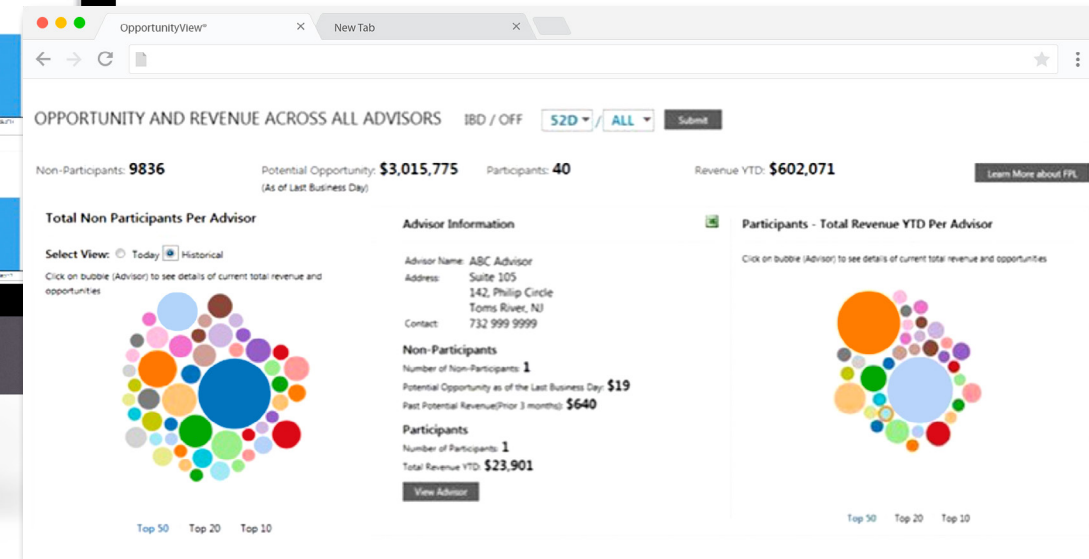 OpportunityView®
New Tab
OPPORTUNITY AND REVENUE ACROSS ALL ADVISORS IBD / OFF 52D / ALL Submit
Non-Participants: 9836 Potential Opportunity: $3,015,775 Participants: 40 Revenue YTD: $602,071 Learn More about FPL
(As of Last Business Day)
Total Non Participants Per Advisor
Select View: Today Historical
Click on bubble (Advisor) to see details of current total revenue and
opportunities
Top 50 Top 20 Top 10
Advisor Information
Advisor Name: ABC Advisor
Address: Suite 105
142, Philip Circle
Toms River, NJ
Contact: 732 999 9999
Non-Participants
Number of Non-Participants: 1
Potential Opportunity as of the Last Business Day: $19
Past Potential Revenue(Prior 3 months): $640
Participants
Number of Participants: 1
Total Revenue YTD: $23,901
View Advisor
Participants - Total Revenue YTD Per Advisor
Click on bubble (Advisor) to see details of current total revenue and opportunities
Top 50 Top 20 Top 10